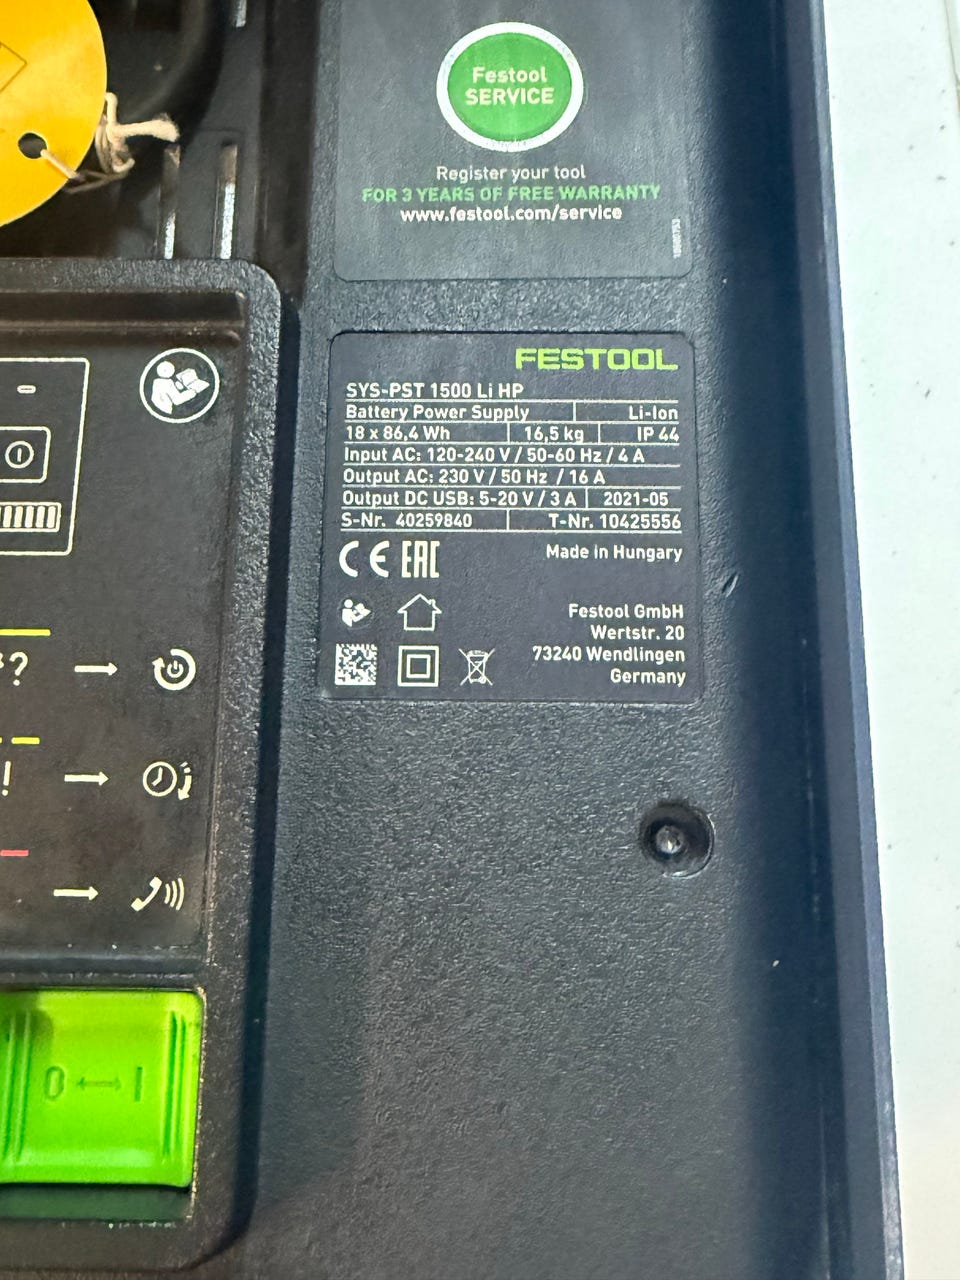 Festool
SERVICE
Register your tool
FOR 3 YEARS OF FREE WARRANTY
www.festool.com/service
FESTOOL
SYS-PST 1500 Li HP
Battery Power Supply Li-Ion
18 x 86,4 Wh 16,5 kg IP 44
Input AC: 120-240 V / 50-60 Hz / 4 A
Output AC: 230 V / 50 Hz / 16 A
Output DC USB: 5-20 V / 3 A 2021-05
S-Nr. 40259840 T-Nr. 10425556
CE EAC Made in Hungary
Festool GmbH
Wertstr. 20
73240 Wendlingen
Germany
?
!
0 I